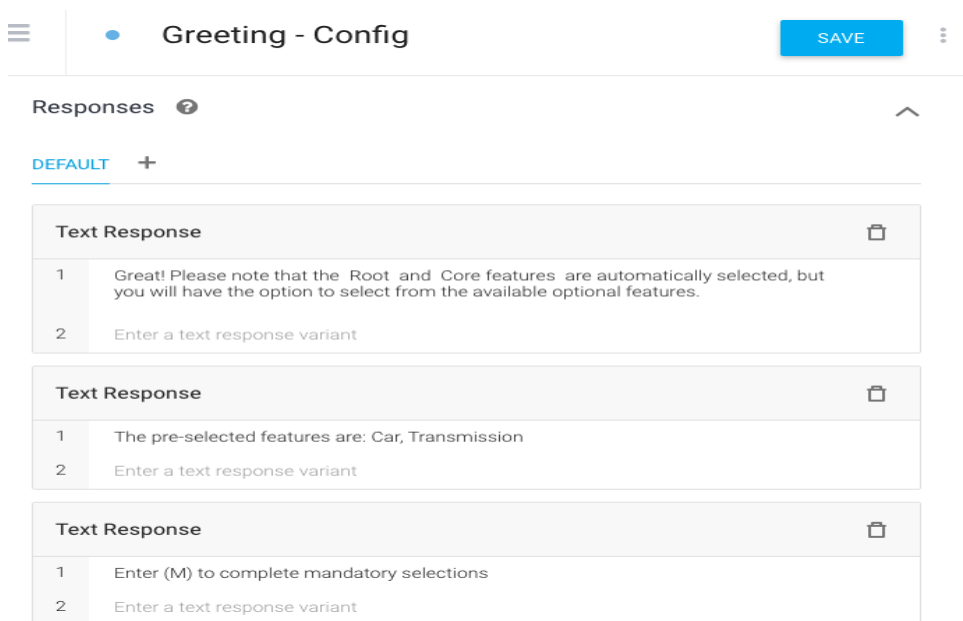 Greeting - Config
SAVE
Responses
DEFAULT +
Text Response
1 Great! Please note that the Root and Core features are automatically selected, but
you will have the option to select from the available optional features.
2 Enter a text response variant
Text Response
1 The pre-selected features are: Car, Transmission
2 Enter a text response variant
Text Response
1 Enter (M) to complete mandatory selections
2 Enter a text response variant